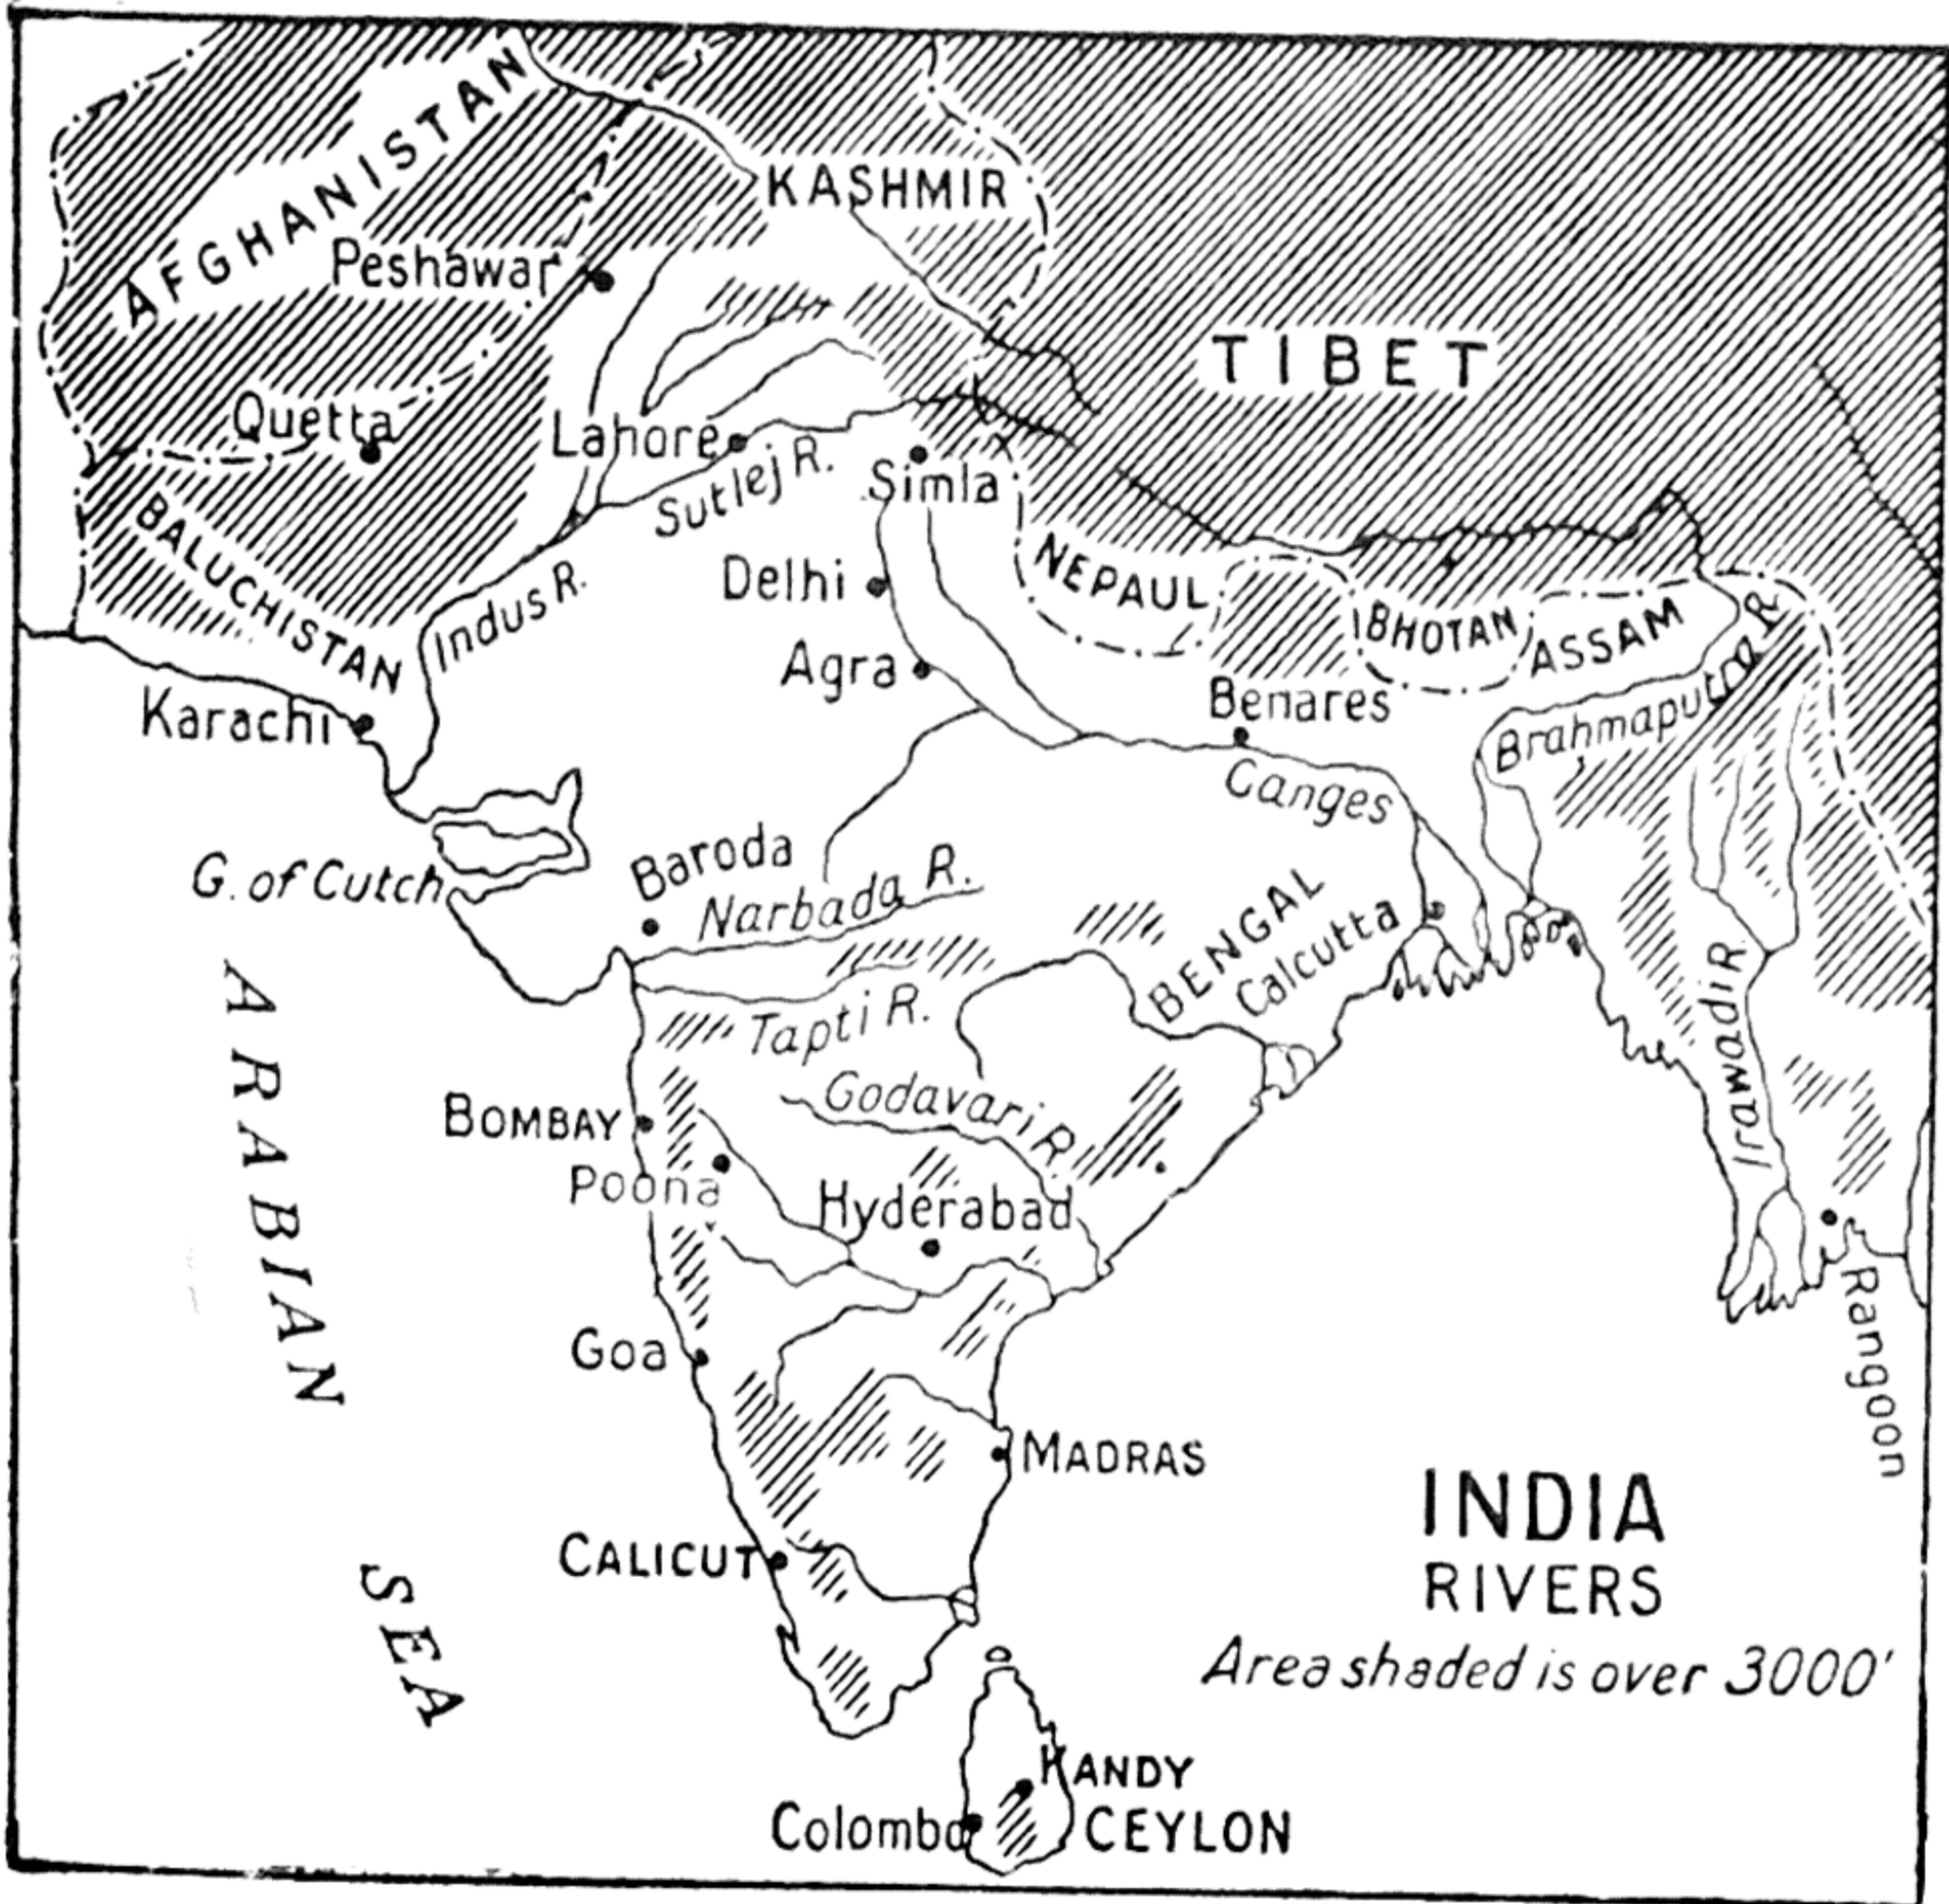 AFGHANISTAN
KASHMIR
Peshawar
TIBET
Quetta
Lahore
Sutlej R.
Simla
BALUCHISTAN
Indus R.
Delhi
NEPAUL
BHOTAN
ASSAM
Agra
Karachi
Benares
Brahmaputra R.
Ganges
G. of Cutch
Baroda
Narbada R.
BENGAL
Calcutta
Tapti R.
Irawadi R.
Godavari R.
BOMBAY
Poona
Hyderabad
ARABIAN
SEA
Goa
Rangoon
MADRAS
CALICUT
INDIA
RIVERS
Area shaded is over 3000'
KANDY
Colombo
CEYLON